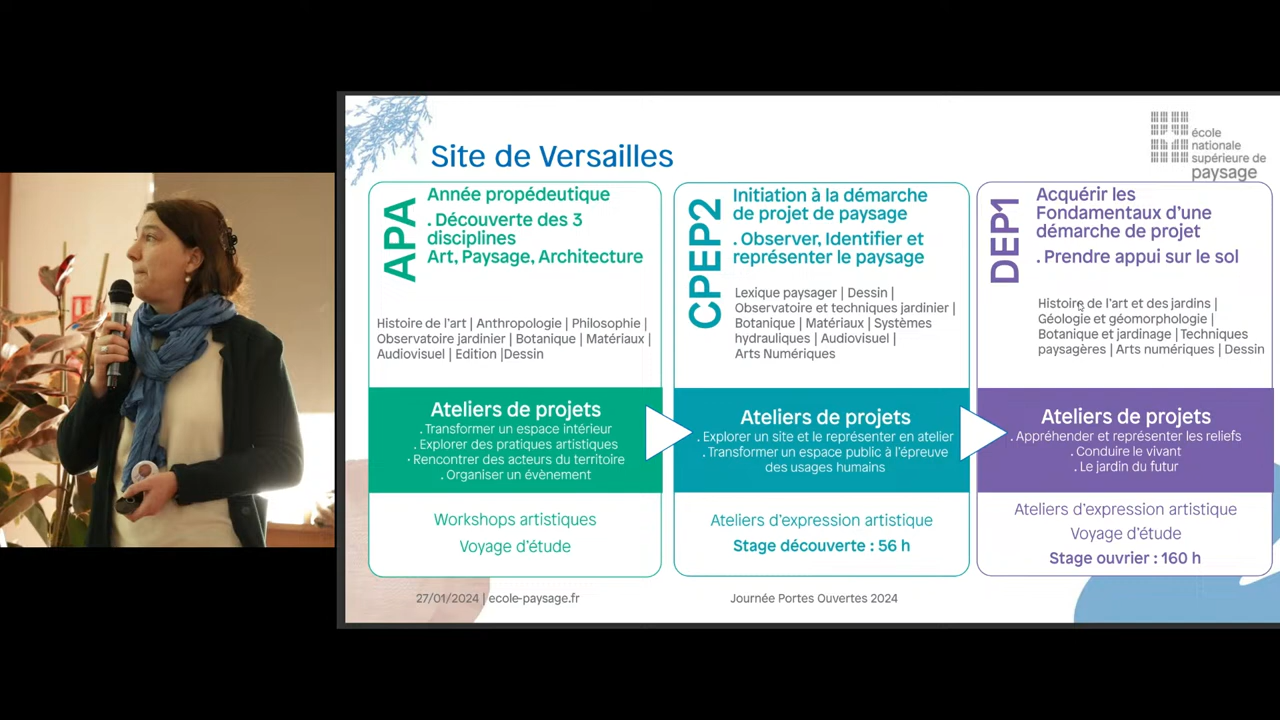 Site de Versailles
école
nationale
supérieure de
paysage
APA
Année propédeutique
. Découverte des 3
disciplines
Art, Paysage, Architecture
Histoire de l'art | Anthropologie | Philosophie |
Observatoire jardinier | Botanique | Matériaux |
Audiovisuel | Edition |Dessin
Ateliers de projets
. Transformer un espace intérieur
. Explorer des pratiques artistiques
· Rencontrer des acteurs du territoire
. Organiser un évènement
Workshops artistiques
Voyage d'étude
CPEP2
Initiation à la démarche
de projet de paysage
. Observer, Identifier et
représenter le paysage
Lexique paysager | Dessin |
Observatoire et techniques jardinier |
Botanique | Matériaux | Systèmes
hydrauliques | Audiovisuel |
Arts Numériques
Ateliers de projets
. Explorer un site et le représenter en atelier
. Transformer un espace public à l'épreuve
des usages humains
Ateliers d'expression artistique
Stage découverte : 56 h
DEP1
Acquérir les
Fondamentaux d'une
démarche de projet
. Prendre appui sur le sol
Histoire de l'art et des jardins |
Géologie et géomorphologie |
Botanique et jardinage | Techniques
paysagères | Arts numériques | Dessin
Ateliers de projets
. Appréhender et représenter les reliefs
. Conduire le vivant
. Le jardin du futur
Ateliers d'expression artistique
Voyage d'étude
Stage ouvrier : 160 h
27/01/2024 | ecole-paysage.fr
Journée Portes Ouvertes 2024